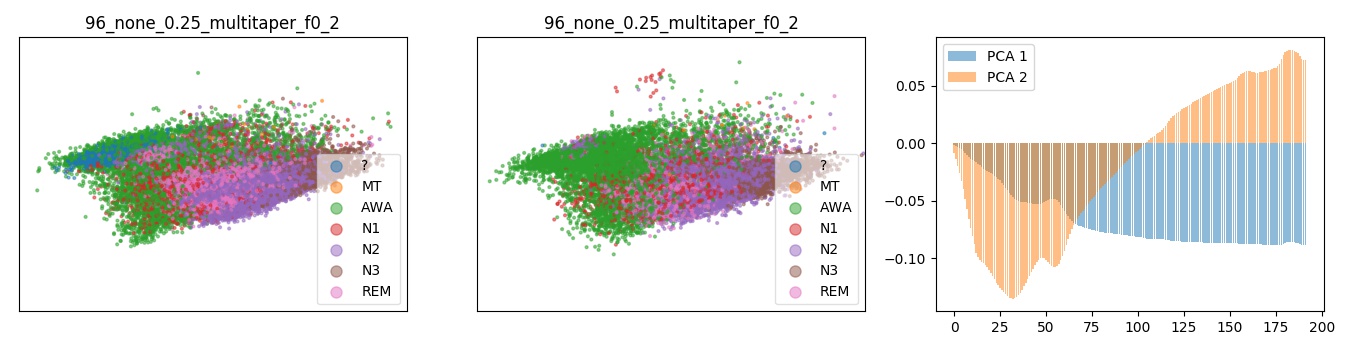 96_none_0.25_multitaper_f0_2
?
MT
AWA
N1
N2
N3
REM
96_none_0.25_multitaper_f0_2
?
MT
AWA
N1
N2
N3
REM
PCA 1
PCA 2
0.05
0.00
−0.05
−0.10
0 25 50 75 100 125 150 175 200